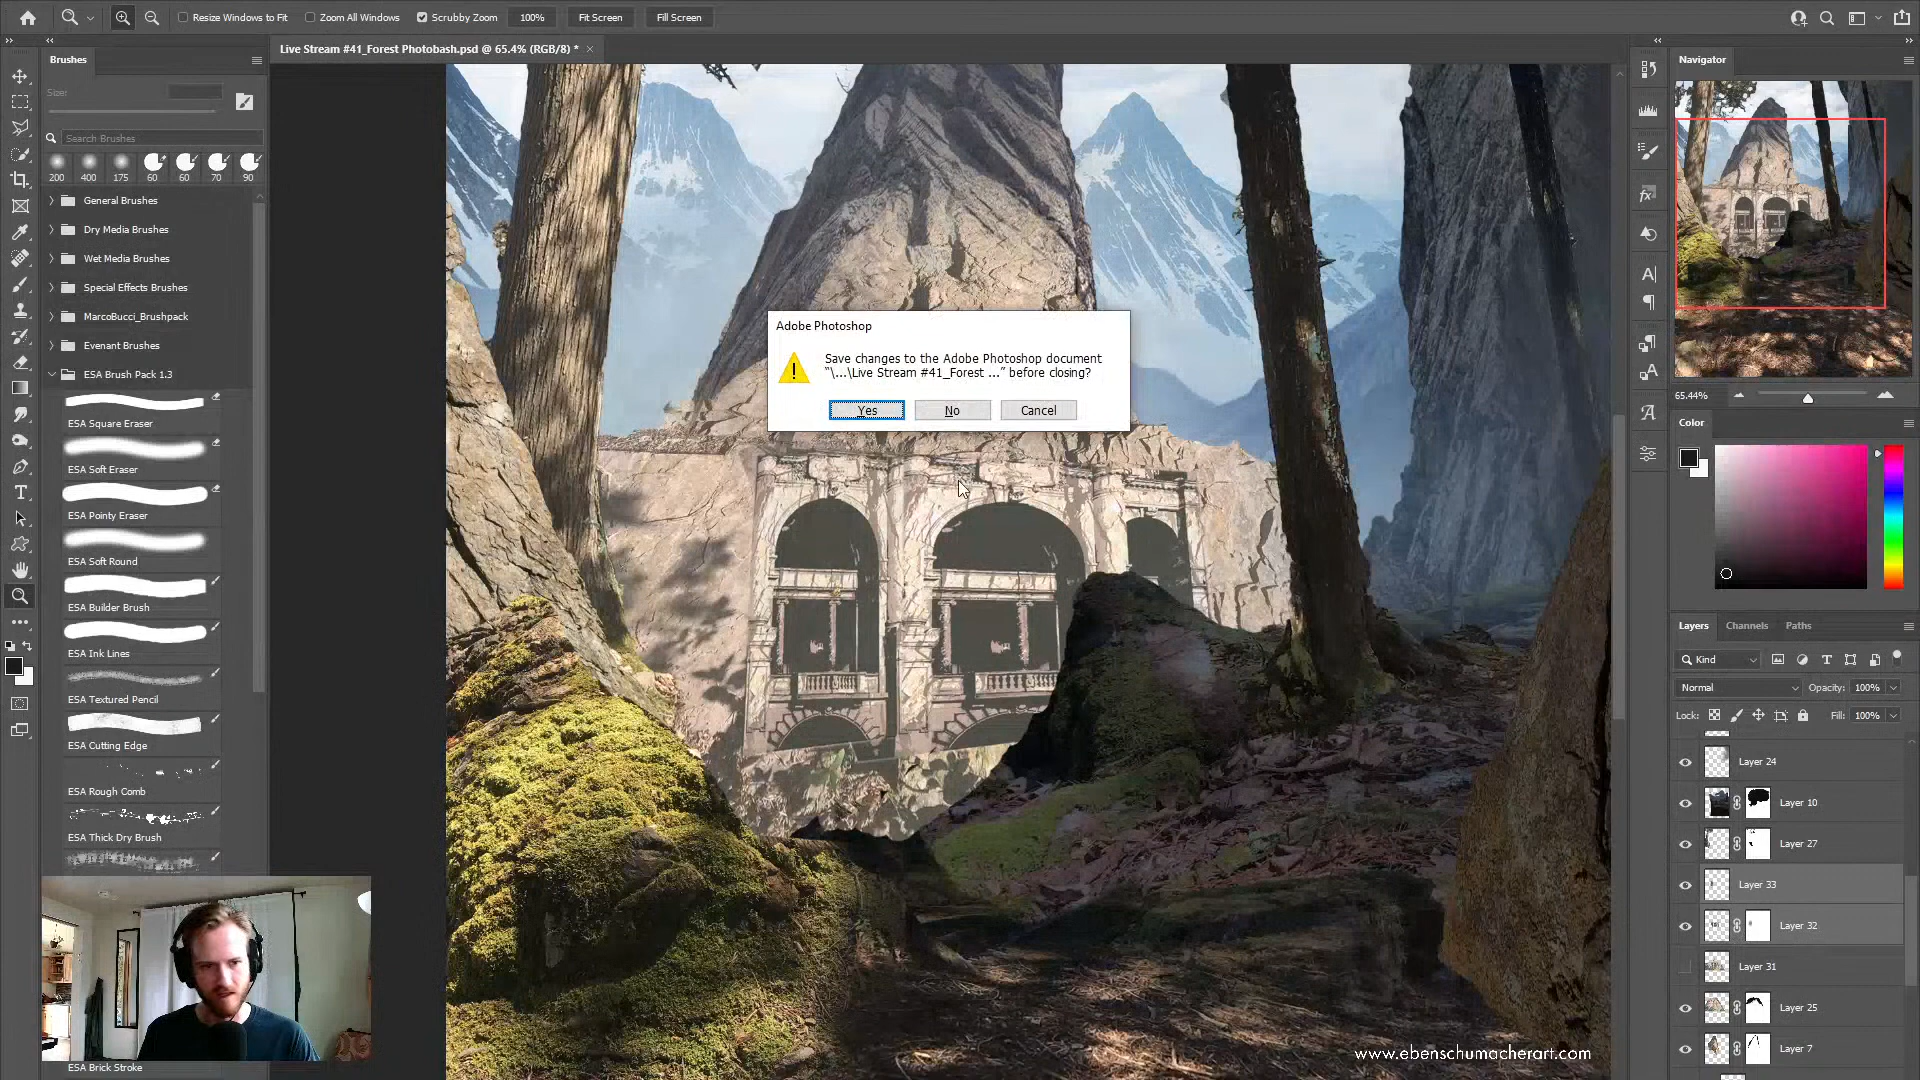 Resize Windows to Fit
Zoom All Windows
Scrubby Zoom
100%
Fit Screen
Fill Screen
Live Stream #41_Forest Photobash.psd @ 65.4% (RGB/8) *
Brushes
Size:
Search Brushes
200 400 175 60 60 70 90
General Brushes
Dry Media Brushes
Wet Media Brushes
Special Effects Brushes
MarcoBucci_Brushpack
Evenant Brushes
ESA Brush Pack 1.3
ESA Square Eraser
ESA Soft Eraser
ESA Pointy Eraser
ESA Soft Round
ESA Builder Brush
ESA Ink Lines
ESA Textured Pencil
ESA Cutting Edge
ESA Rough Comb
ESA Thick Dry Brush
ESA Brick Stroke
Adobe Photoshop
Save changes to the Adobe Photoshop document
“\...\Live Stream #41_Forest ...” before closing?
Yes
No
Cancel
www.ebenschumacherart.com
Navigator
65.44%
Color
Layers Channels Paths
Kind
Normal
Opacity: 100%
Lock:
Fill: 100%
Layer 24
Layer 10
Layer 27
Layer 33
Layer 32
Layer 31
Layer 25
Layer 7